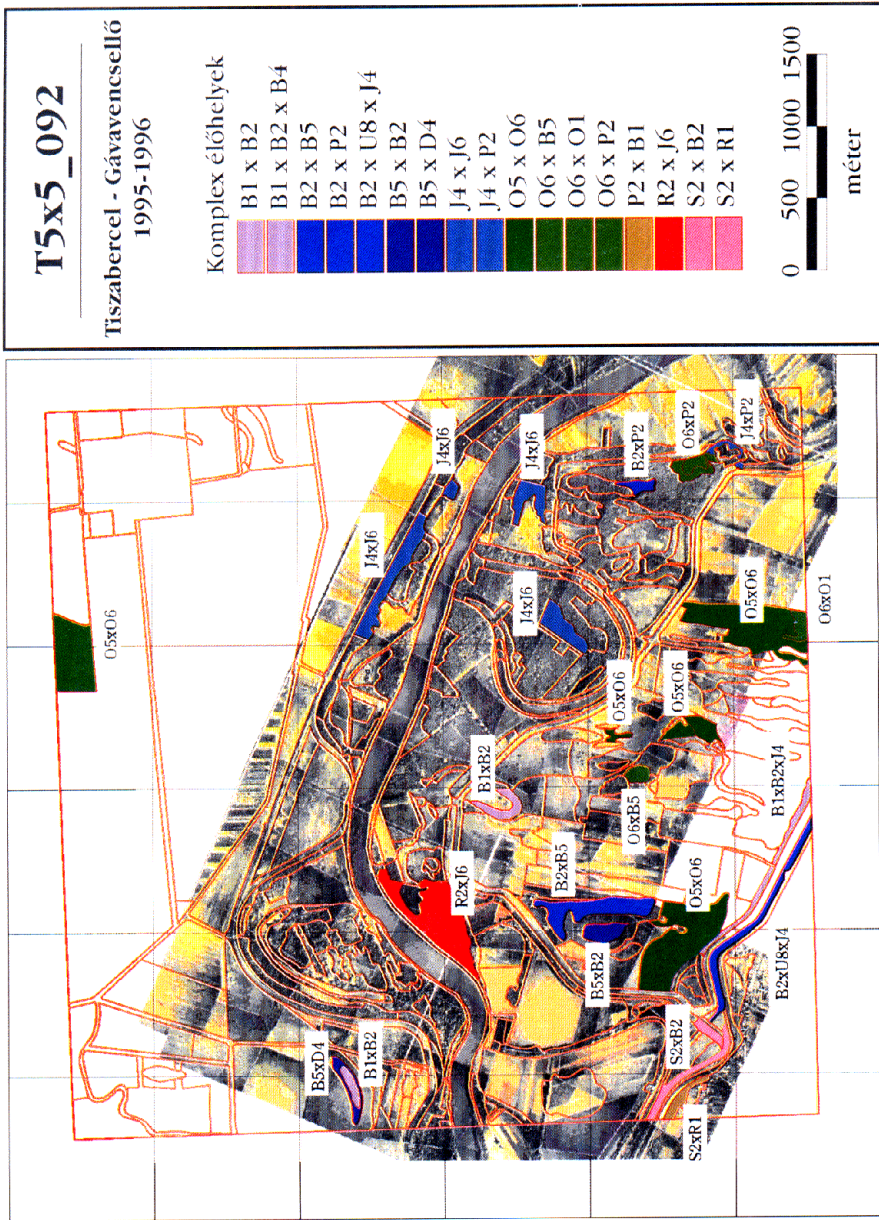 T5x5_092
Tiszabercel - Gávavencsellő
1995-1996
Komplex élőhelyek
B1 x B2
B1 x B2 x B4
B2 x B5
B2 x P2
B2 x U8 x J4
B5 x B2
B5 x D4
J4 x J6
J4 x P2
O5 x O6
O6 x B5
O6 x O1
O6 x P2
P2 x B1
R2 x J6
S2 x B2
S2 x R1
0 500 1000 1500
méter
O5xO6
J4xJ6
J4xJ6
J4xJ6
J4xJ6
B2xP2
O6xP2
J4xP2
O5xO6
O6xO1
O5xO6
O5xO6
B1xB2
O6xB5
B1xB2xJ4
R2xJ6
B2xB5
B5xB2
O5xO6
B2xU8xJ4
S2xB2
S2xR1
B5xD4
B1xB2